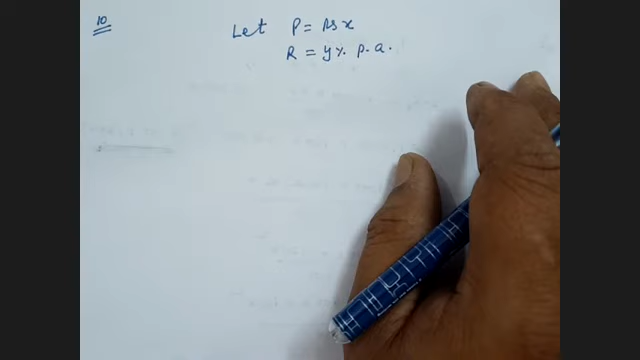 10
Let P = Rs x
R = y% p.a.